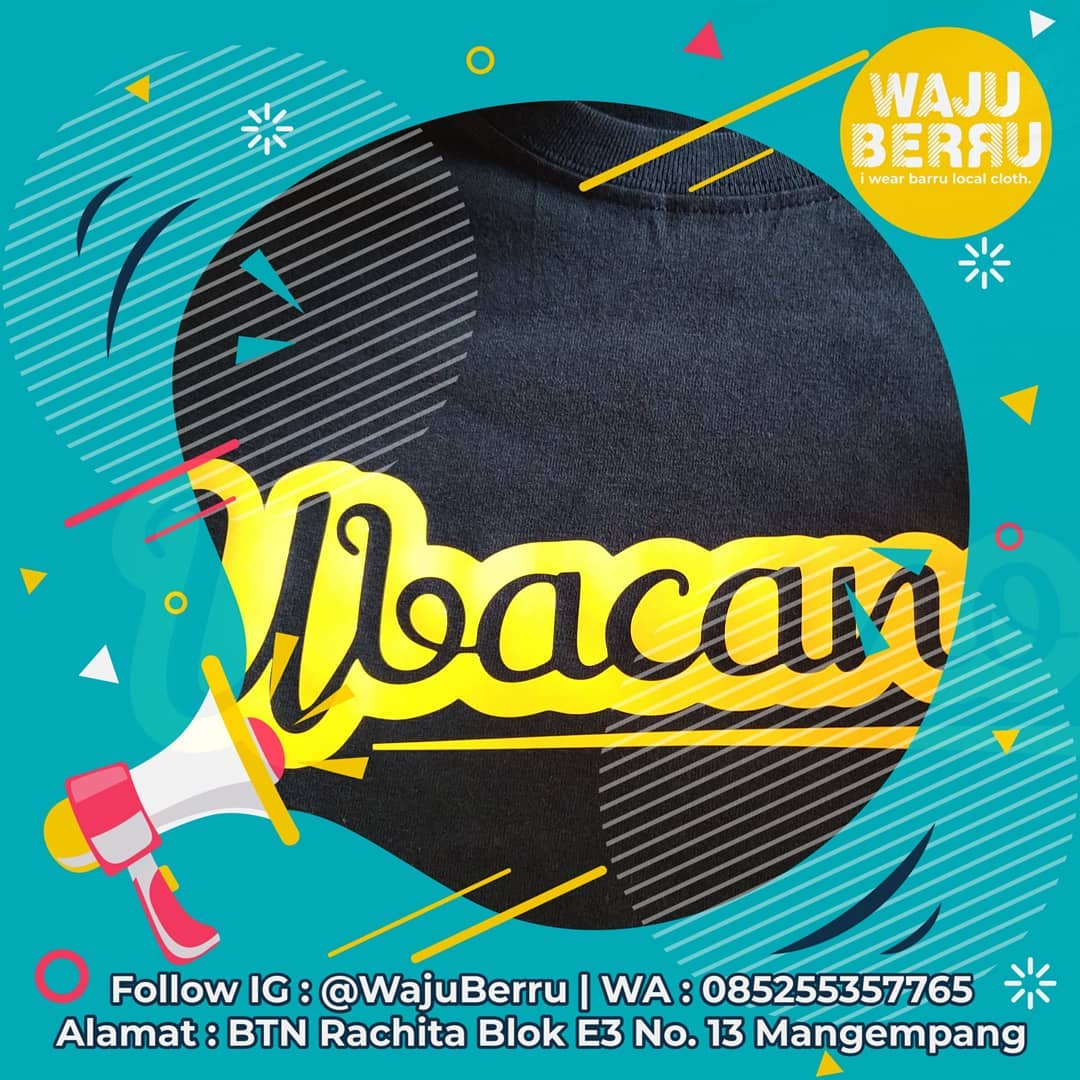 WAJU
BERRU
i wear barru local cloth.
Follow IG : @WajuBerru | WA : 085255357765
Alamat : BTN Rachita Blok E3 No. 13 Mangempang